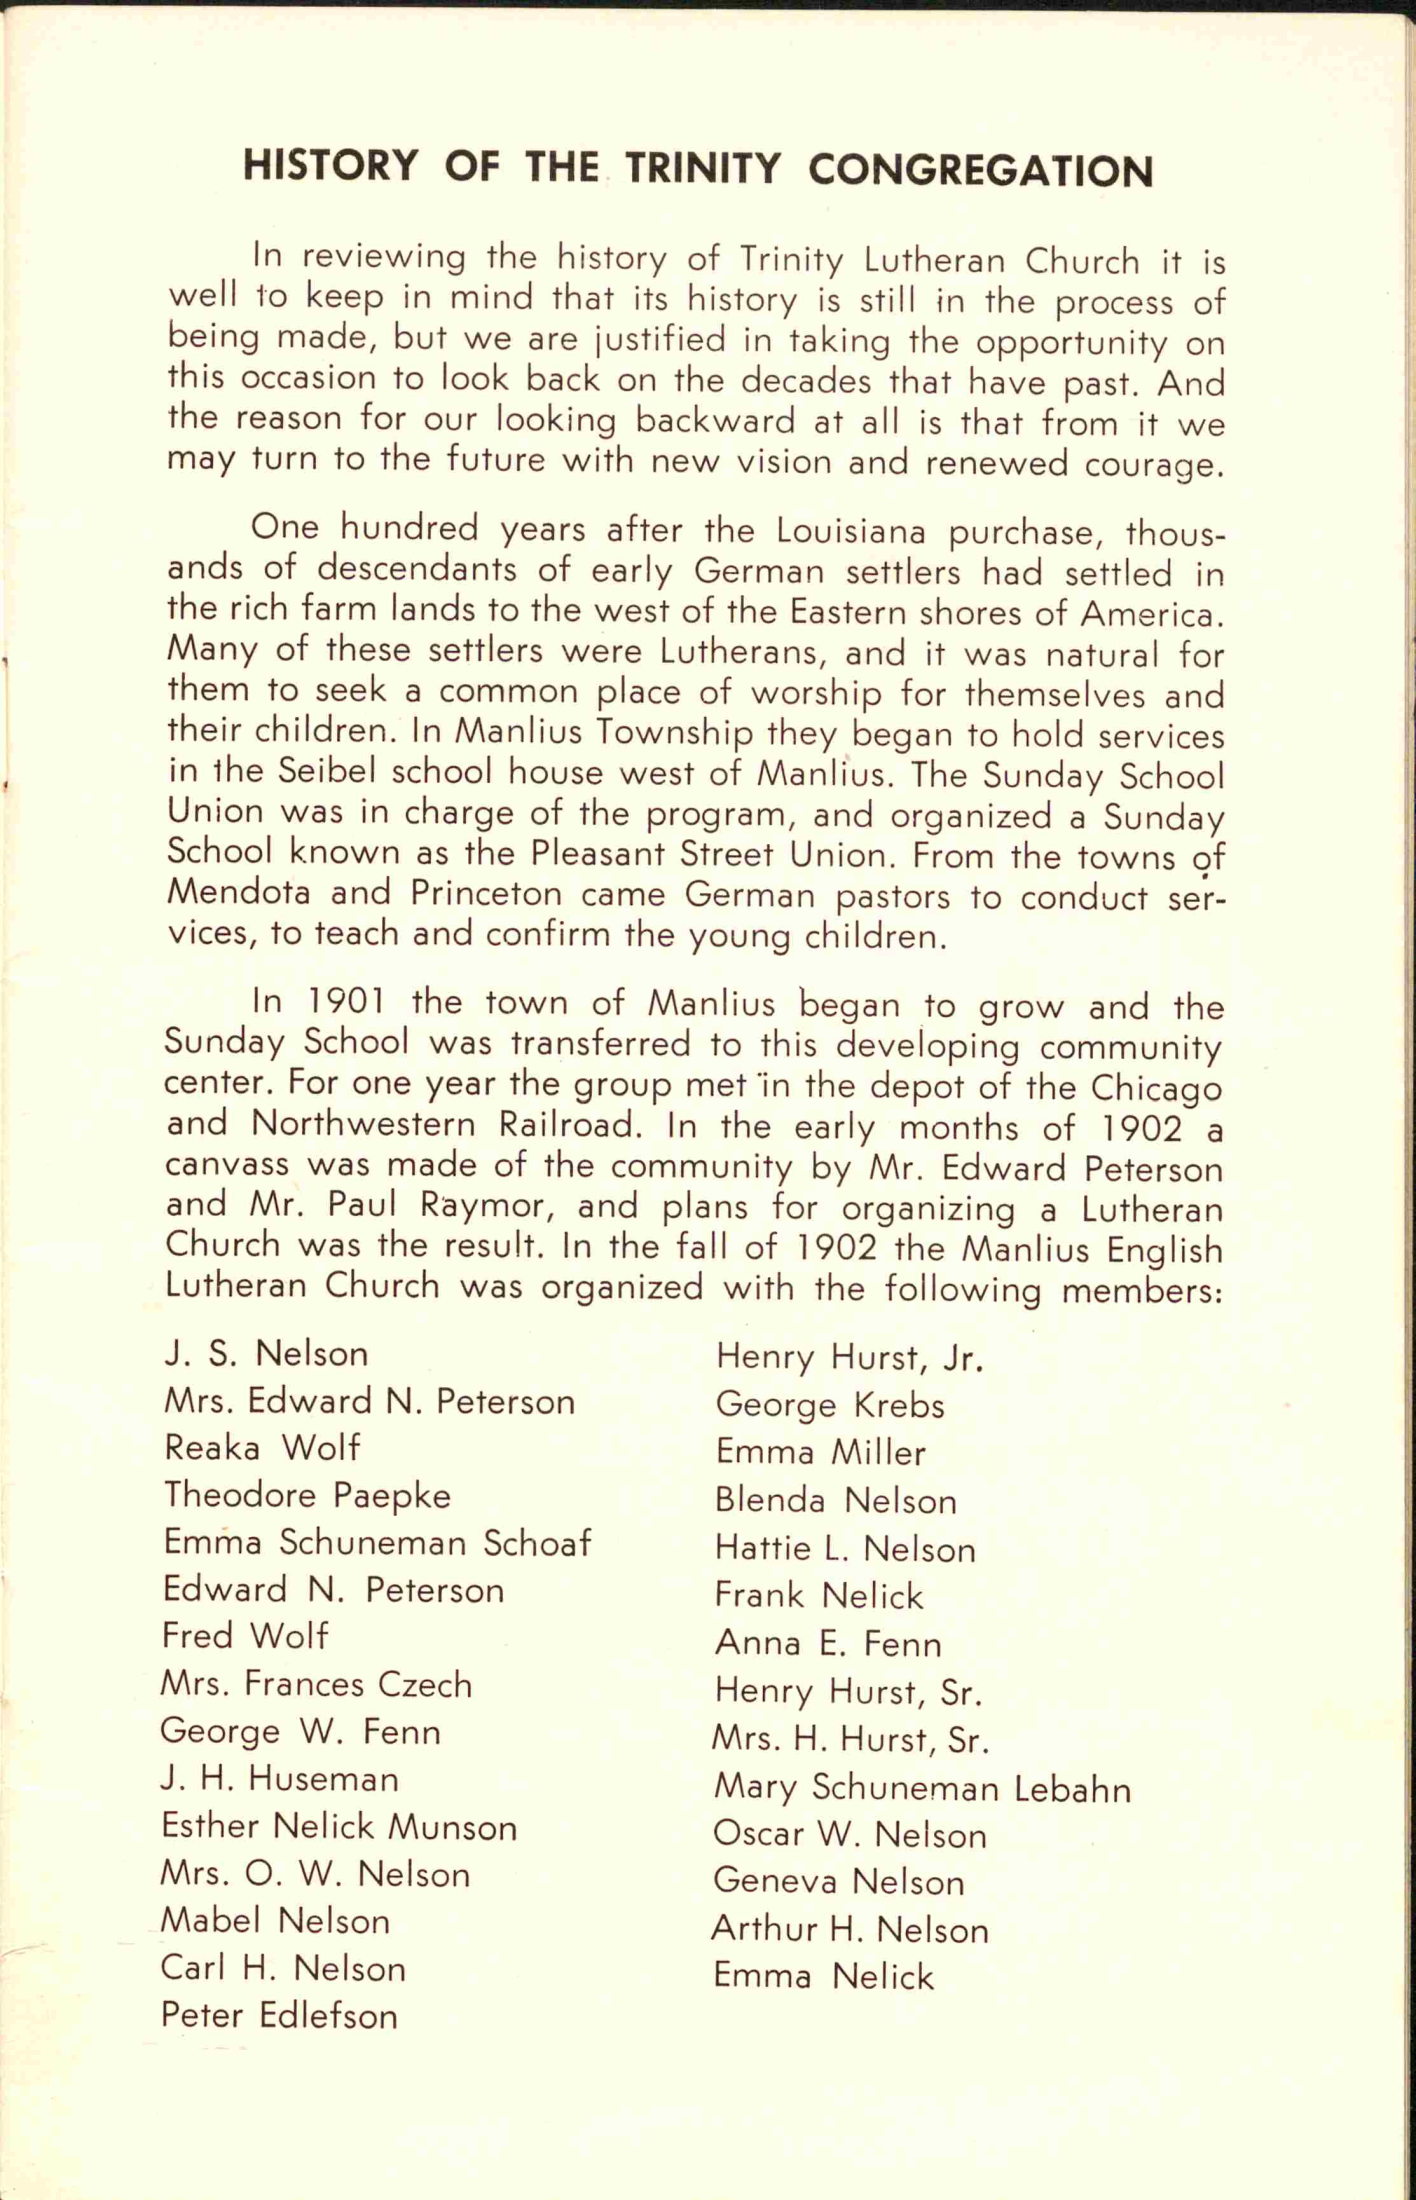 HISTORY OF THE TRINITY CONGREGATION
In reviewing the history of Trinity Lutheran Church it is
well to keep in mind that its history is still in the process of
being made, but we are justified in taking the opportunity on
this occasion to look back on the decades that have past. And
the reason for our looking backward at all is that from it we
may turn to the future with new vision and renewed courage.
One hundred years after the Louisiana purchase, thous-
ands of descendants of early German settlers had settled in
the rich farm lands to the west of the Eastern shores of America.
Many of these settlers were Lutherans, and it was natural for
them to seek a common place of worship for themselves and
their children. In Manlius Township they began to hold services
in the Seibel school house west of Manlius. The Sunday School
Union was in charge of the program, and organized a Sunday
School known as the Pleasant Street Union. From the towns of
Mendota and Princeton came German pastors to conduct ser-
vices, to teach and confirm the young children.
In 1901 the town of Manlius began to grow and the
Sunday School was transferred to this developing community
center. For one year the group met in the depot of the Chicago
and Northwestern Railroad. In the early months of 1902 a
canvass was made of the community by Mr. Edward Peterson
and Mr. Paul Raymor, and plans for organizing a Lutheran
Church was the result. In the fall of 1902 the Manlius English
Lutheran Church was organized with the following members:
J. S. Nelson
Mrs. Edward N. Peterson
Reaka Wolf
Theodore Paepke
Emma Schuneman Schoaf
Edward N. Peterson
Fred Wolf
Mrs. Frances Czech
George W. Fenn
J. H. Huseman
Esther Nelick Munson
Mrs. O. W. Nelson
Mabel Nelson
Carl H. Nelson
Peter Edlefson
Henry Hurst, Jr.
George Krebs
Emma Miller
Blenda Nelson
Hattie L. Nelson
Frank Nelick
Anna E. Fenn
Henry Hurst, Sr.
Mrs. H. Hurst, Sr.
Mary Schuneman Lebahn
Oscar W. Nelson
Geneva Nelson
Arthur H. Nelson
Emma Nelick